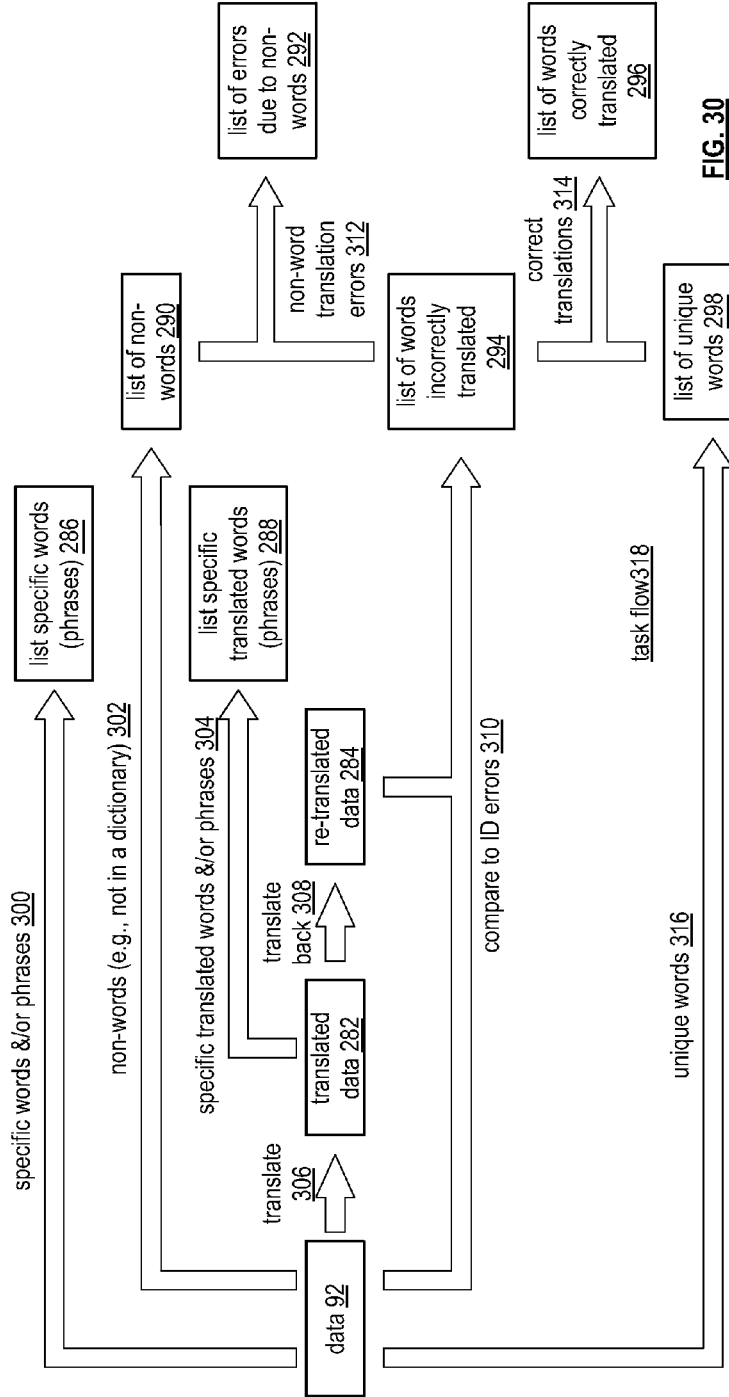 specific words &/or phrases 300
list specific words
(phrases) 286
non-words (e.g., not in a dictionary) 302
list of non-
words 290
list of errors
due to non-
words 292
specific translated words &/or phrases 304
list specific
translated words
(phrases) 288
non-word
translation
errors 312
data 92
translate
306
translated
data 282
translate
back 308
re-translated
data 284
compare to ID errors 310
list of words
incorrectly
translated
294
correct
translations 314
list of words
correctly
translated
296
unique words 316
list of unique
words 298
task flow318
FIG. 30